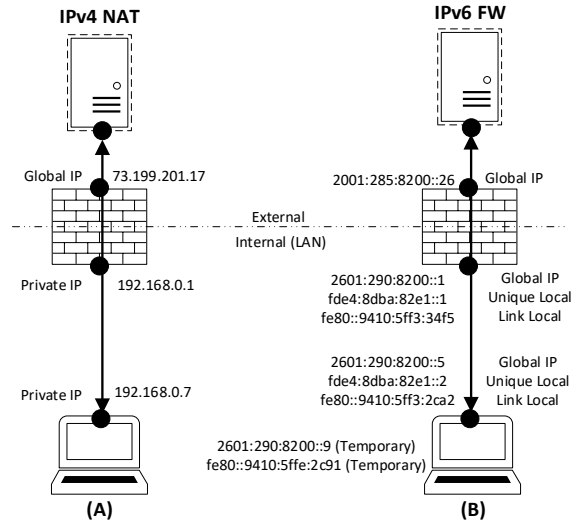 IPv4 NAT
IPv6 FW
Global IP 73.199.201.17
2001:285:8200::26 Global IP
External
Internal (LAN)
Private IP 192.168.0.1
2601:290:8200::1 Global IP
fde4:8dba:82e1::1 Unique Local
fe80::9410:5ff3:34f5 Link Local
Private IP 192.168.0.7
2601:290:8200::5 Global IP
fde4:8dba:82e1::2 Unique Local
fe80::9410:5ff3:2ca2 Link Local
2601:290:8200::9 (Temporary)
fe80::9410:5ffe:2c91 (Temporary)
(A)
(B)